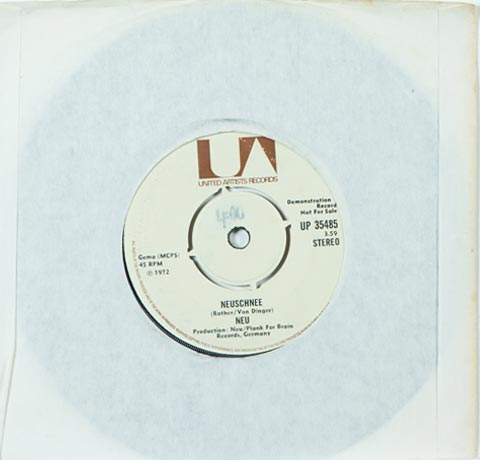 UA
UNITED ARTISTS RECORDS
Demonstration
Record
Not For Sale
UP 35485
3.59
STEREO
Gema (MCPS)
45 RPM
℗ 1972
NEUSCHNEE
(Rother/Von Dinger)
NEU
Production: Neu/Plank For Brain
Records, Germany